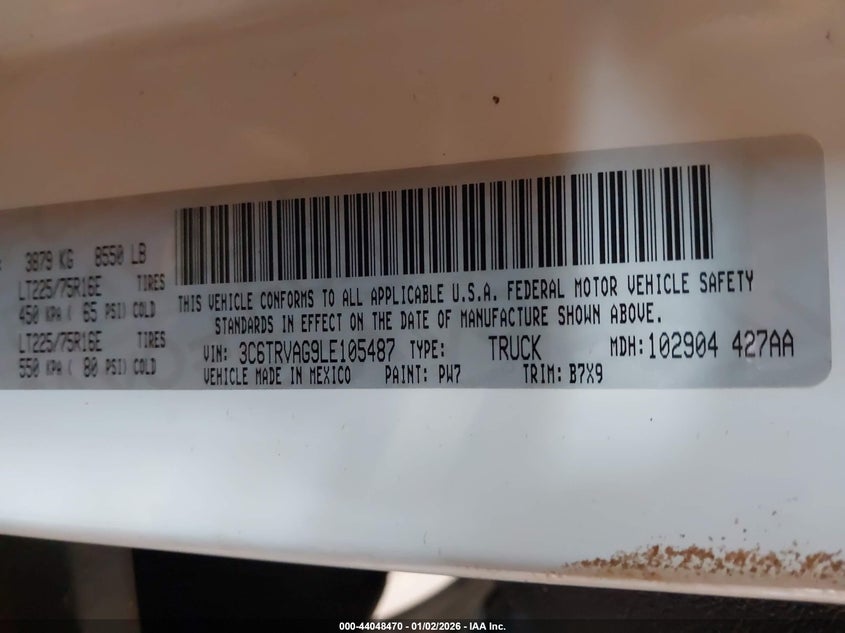 3879 KG 8550 LB
LT225/75R16E TIRES
450 KPA ( 65 PSI) COLD
LT225/75R16E TIRES
550 KPA ( 80 PSI) COLD
THIS VEHICLE CONFORMS TO ALL APPLICABLE U.S.A. FEDERAL MOTOR VEHICLE SAFETY
STANDARDS IN EFFECT ON THE DATE OF MANUFACTURE SHOWN ABOVE.
VIN: 3C6TRVAG9LE105487 TYPE: TRUCK MDH:102904 427AA
VEHICLE MADE IN MEXICO PAINT: PW7 TRIM: B7X9
000-44048470 - 01/02/2026 - IAA Inc.